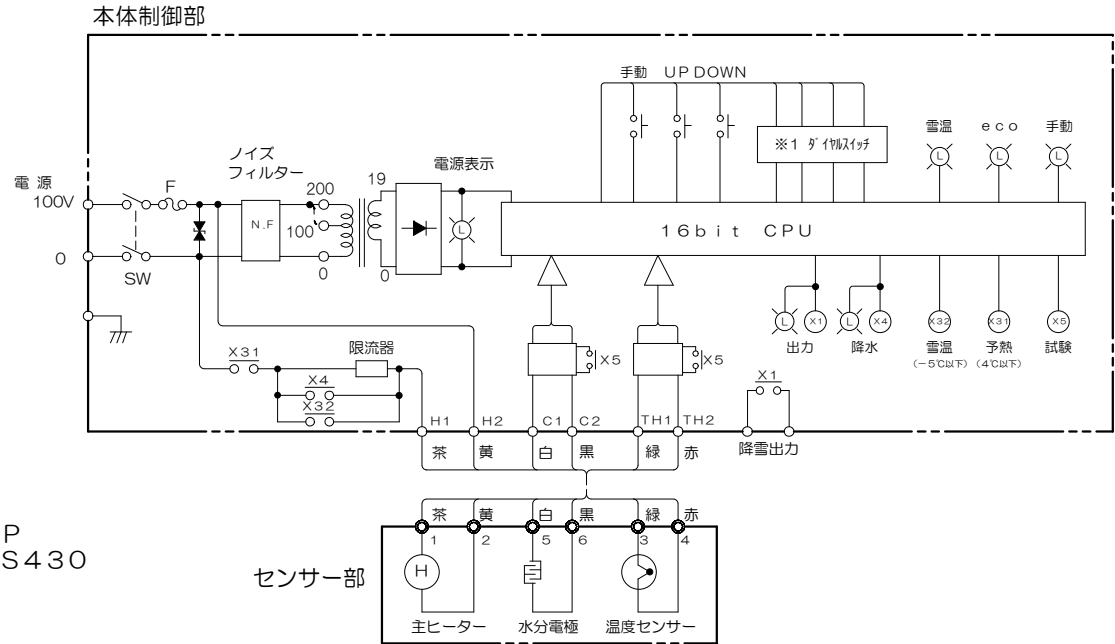 本体制御部
手動 UP DOWN
雪温 eco 手動
※1 ダイヤルスイッチ
L L L
ノイズ
フィルター
電源表示
電源
100V
F
200
19
N.F
100
L
16bit CPU
0
SW
0
0
L X1 L X4 X32 X31 X5
出力 降水 雪温 予熱 試験
(-5℃以下) (4℃以下)
X31
限流器
X5
X5
X4
X32
X1
H1 H2 C1 C2 TH1 TH2
降雪出力
茶 黄 白 黒 緑 赤
茶 黄 白 黒 緑 赤
1 2 5 6 3 4
P
S430
センサー部
H
主ヒーター 水分電極 温度センサー